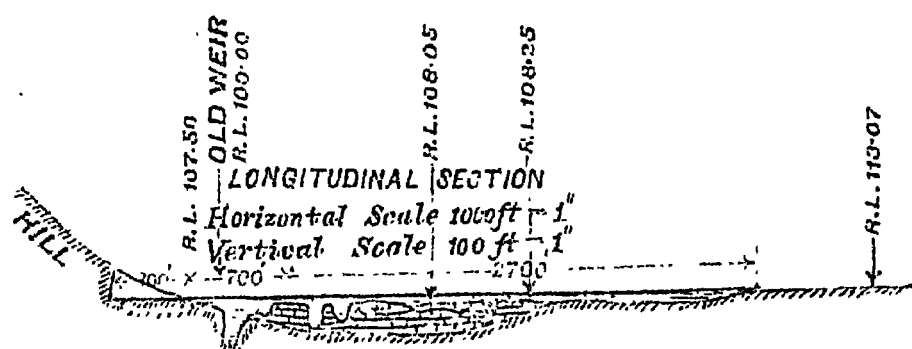 R.L. 107·50
OLD WEIR
R.L. 100·00
R.L. 108·05
R.L. 108·25
R.L. 113·07
LONGITUDINAL SECTION
Horizontal Scale 1000ft = 1"
Vertical Scale 100 ft = 1"
HILL
700'
2700